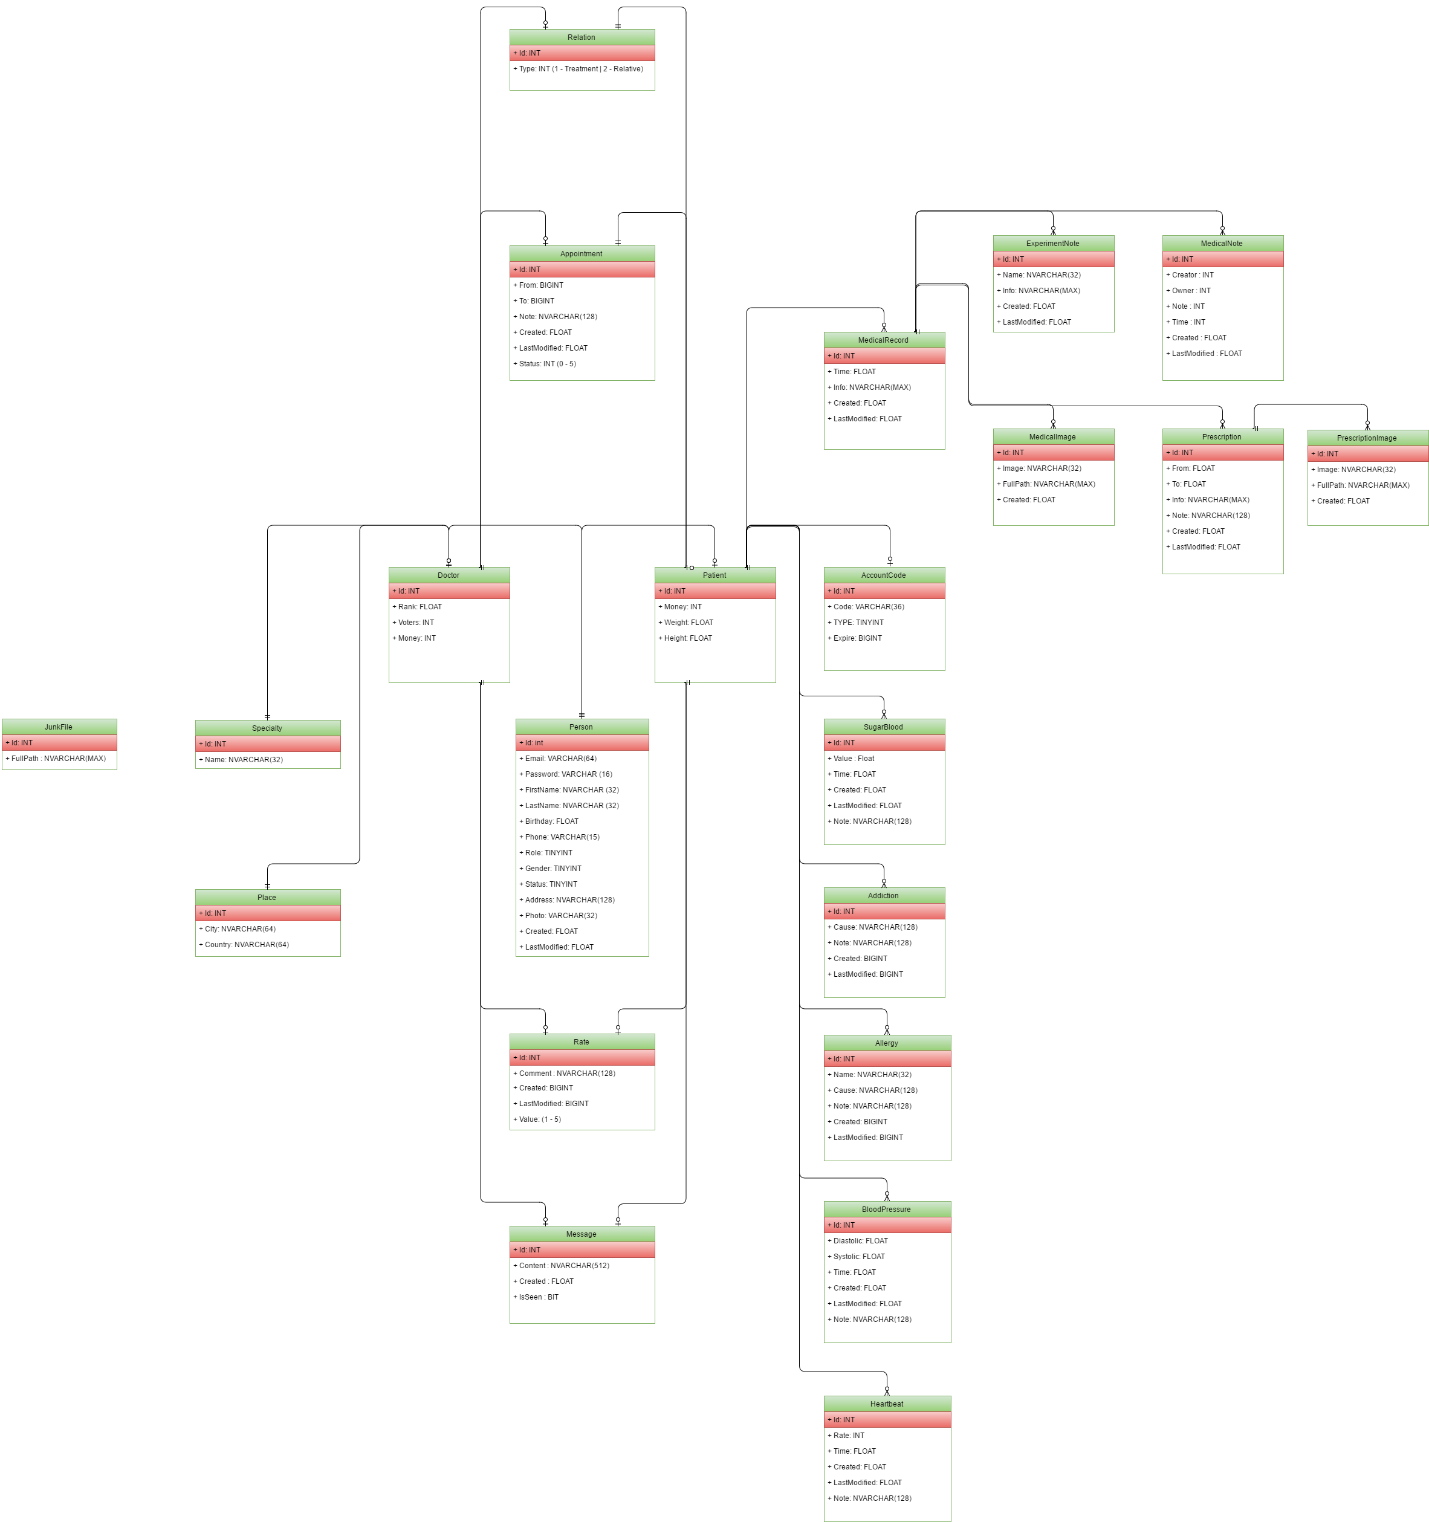 Relation
+ Id: INT
+ Type: INT (1 - Treatment | 2 - Relative)
Appointment
+ Id: INT
+ From: BIGINT
+ To: BIGINT
+ Note: NVARCHAR(128)
+ Created: FLOAT
+ LastModified: FLOAT
+ Status: INT (0 - 5)
ExperimentNote
+ Id: INT
+ Name: NVARCHAR(32)
+ Info: NVARCHAR(MAX)
+ Created: FLOAT
+ LastModified: FLOAT
MedicalNote
+ Id: INT
+ Creator : INT
+ Owner : INT
+ Note : INT
+ Time : INT
+ Created : FLOAT
+ LastModified : FLOAT
MedicalRecord
+ Id: INT
+ Time: FLOAT
+ Info: NVARCHAR(MAX)
+ Created: FLOAT
+ LastModified: FLOAT
MedicalImage
+ Id: INT
+ Image: NVARCHAR(32)
+ FullPath: NVARCHAR(MAX)
+ Created: FLOAT
Prescription
+ Id: INT
+ From: FLOAT
+ To: FLOAT
+ Info: NVARCHAR(MAX)
+ Note: NVARCHAR(128)
+ Created: FLOAT
+ LastModified: FLOAT
PrescriptionImage
+ Id: INT
+ Image: NVARCHAR(32)
+ FullPath: NVARCHAR(MAX)
+ Created: FLOAT
Doctor
+ Id: INT
+ Rank: FLOAT
+ Voters: INT
+ Money: INT
Patient
+ Id: INT
+ Money: INT
+ Weight: FLOAT
+ Height: FLOAT
AccountCode
+ Id: INT
+ Code: VARCHAR(36)
+ TYPE: TINYINT
+ Expire: BIGINT
JunkFile
+ Id: INT
+ FullPath : NVARCHAR(MAX)
Specialty
+ Id: INT
+ Name: NVARCHAR(32)
Person
+ Id: int
+ Email: VARCHAR(64)
+ Password: VARCHAR (16)
+ FirstName: NVARCHAR (32)
+ LastName: NVARCHAR (32)
+ Birthday: FLOAT
+ Phone: VARCHAR(15)
+ Role: TINYINT
+ Gender: TINYINT
+ Status: TINYINT
+ Address: NVARCHAR(128)
+ Photo: VARCHAR(32)
+ Created: FLOAT
+ LastModified: FLOAT
SugarBlood
+ Id: INT
+ Value : Float
+ Time: FLOAT
+ Created: FLOAT
+ LastModified: FLOAT
+ Note: NVARCHAR(128)
Place
+ Id: INT
+ City: NVARCHAR(64)
+ Country: NVARCHAR(64)
Addiction
+ Id: INT
+ Cause: NVARCHAR(128)
+ Note: NVARCHAR(128)
+ Created: BIGINT
+ LastModified: BIGINT
Rate
+ Id: INT
+ Comment : NVARCHAR(128)
+ Created: BIGINT
+ LastModified: BIGINT
+ Value: (1 - 5)
Allergy
+ Id: INT
+ Name: NVARCHAR(32)
+ Cause: NVARCHAR(128)
+ Note: NVARCHAR(128)
+ Created: BIGINT
+ LastModified: BIGINT
Message
+ Id: INT
+ Content : NVARCHAR(512)
+ Created : FLOAT
+ IsSeen : BIT
BloodPressure
+ Id: INT
+ Diastolic: FLOAT
+ Systolic: FLOAT
+ Time: FLOAT
+ Created: FLOAT
+ LastModified: FLOAT
+ Note: NVARCHAR(128)
Heartbeat
+ Id: INT
+ Rate: INT
+ Time: FLOAT
+ Created: FLOAT
+ LastModified: FLOAT
+ Note: NVARCHAR(128)